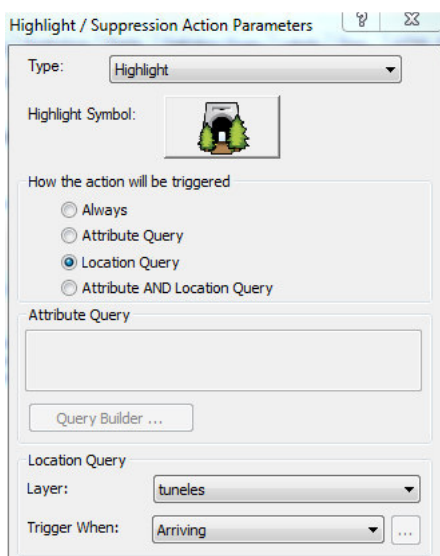 Highlight / Suppression Action Parameters
Type: Highlight
Highlight Symbol:
How the action will be triggered
Always
Attribute Query
Location Query
Attribute AND Location Query
Attribute Query
Query Builder ...
Location Query
Layer: tuneles
Trigger When: Arriving ...